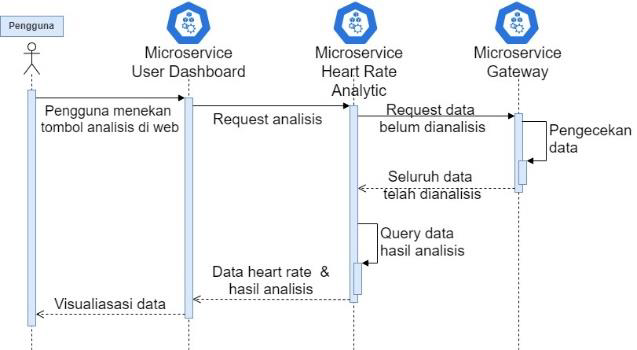 Pengguna
Microservice
User Dashboard
Microservice
Heart Rate
Analytic
Microservice
Gateway
Pengguna menekan
tombol analisis di web
Request analisis
Request data
belum dianalisis
Pengecekan
data
Seluruh data
telah dianalisis
Query data
hasil analisis
Data heart rate &
hasil analisis
Visualiasasi data